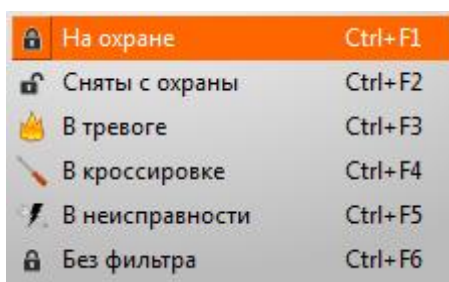 На охране Ctrl+F1
Сняты с охраны Ctrl+F2
В тревоге Ctrl+F3
В кроссировке Ctrl+F4
В неисправности Ctrl+F5
Без фильтра Ctrl+F6